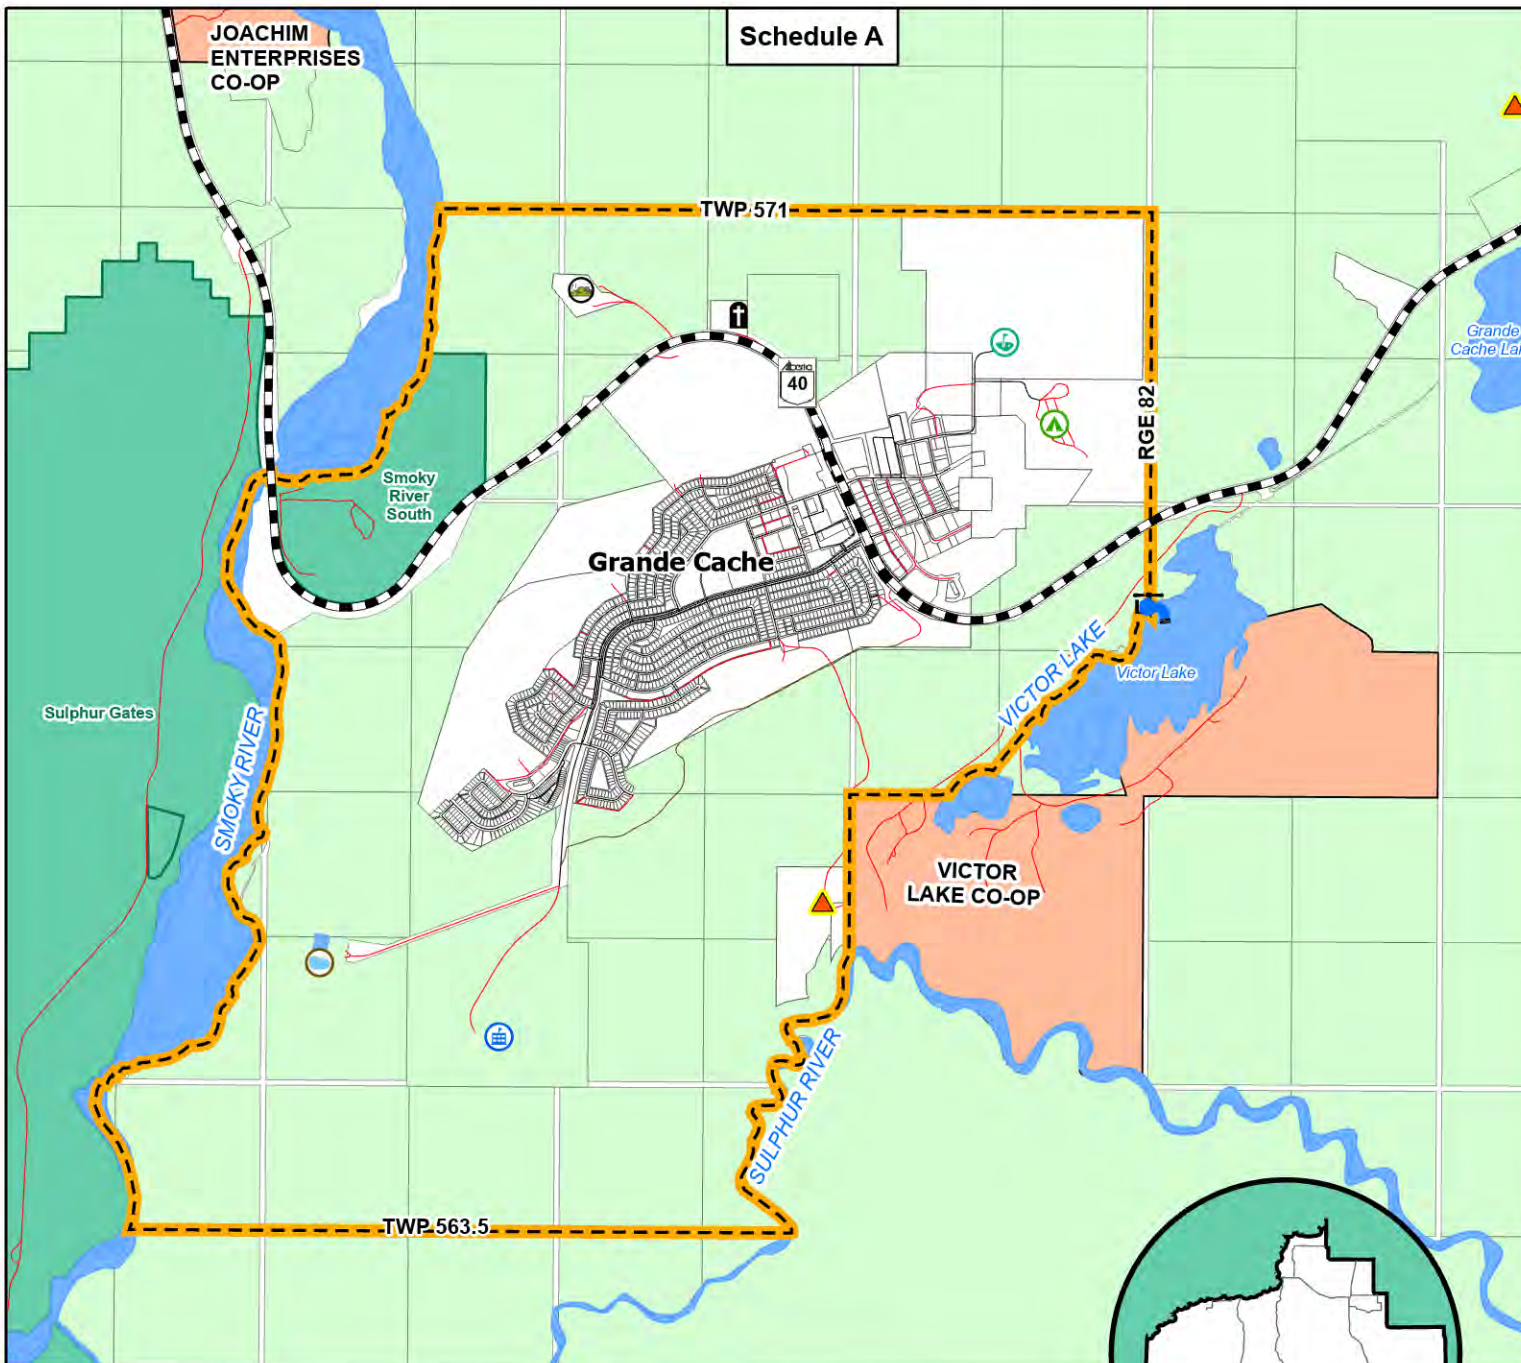 Schedule A
JOACHIM
ENTERPRISES
CO-OP
TWP 571
Alberta
40
Grande
Cache
RGE 82
Smoky
River
South
Grande Cache
VICTOR LAKE
Victor Lake
Sulphur Gates
SMOKY RIVER
VICTOR
LAKE CO-OP
SULPHUR RIVER
TWP 563.5